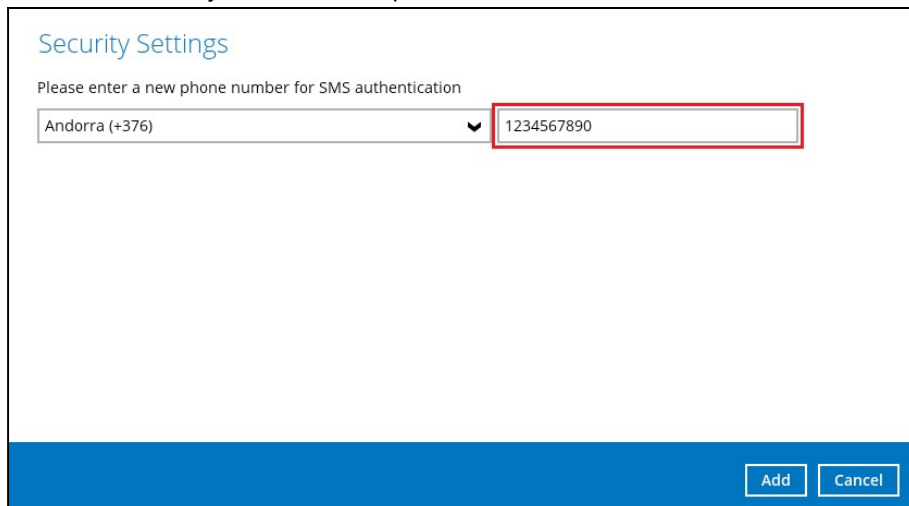 Security Settings
Please enter a new phone number for SMS authentication
Andorra (+376) 1234567890
Add Cancel